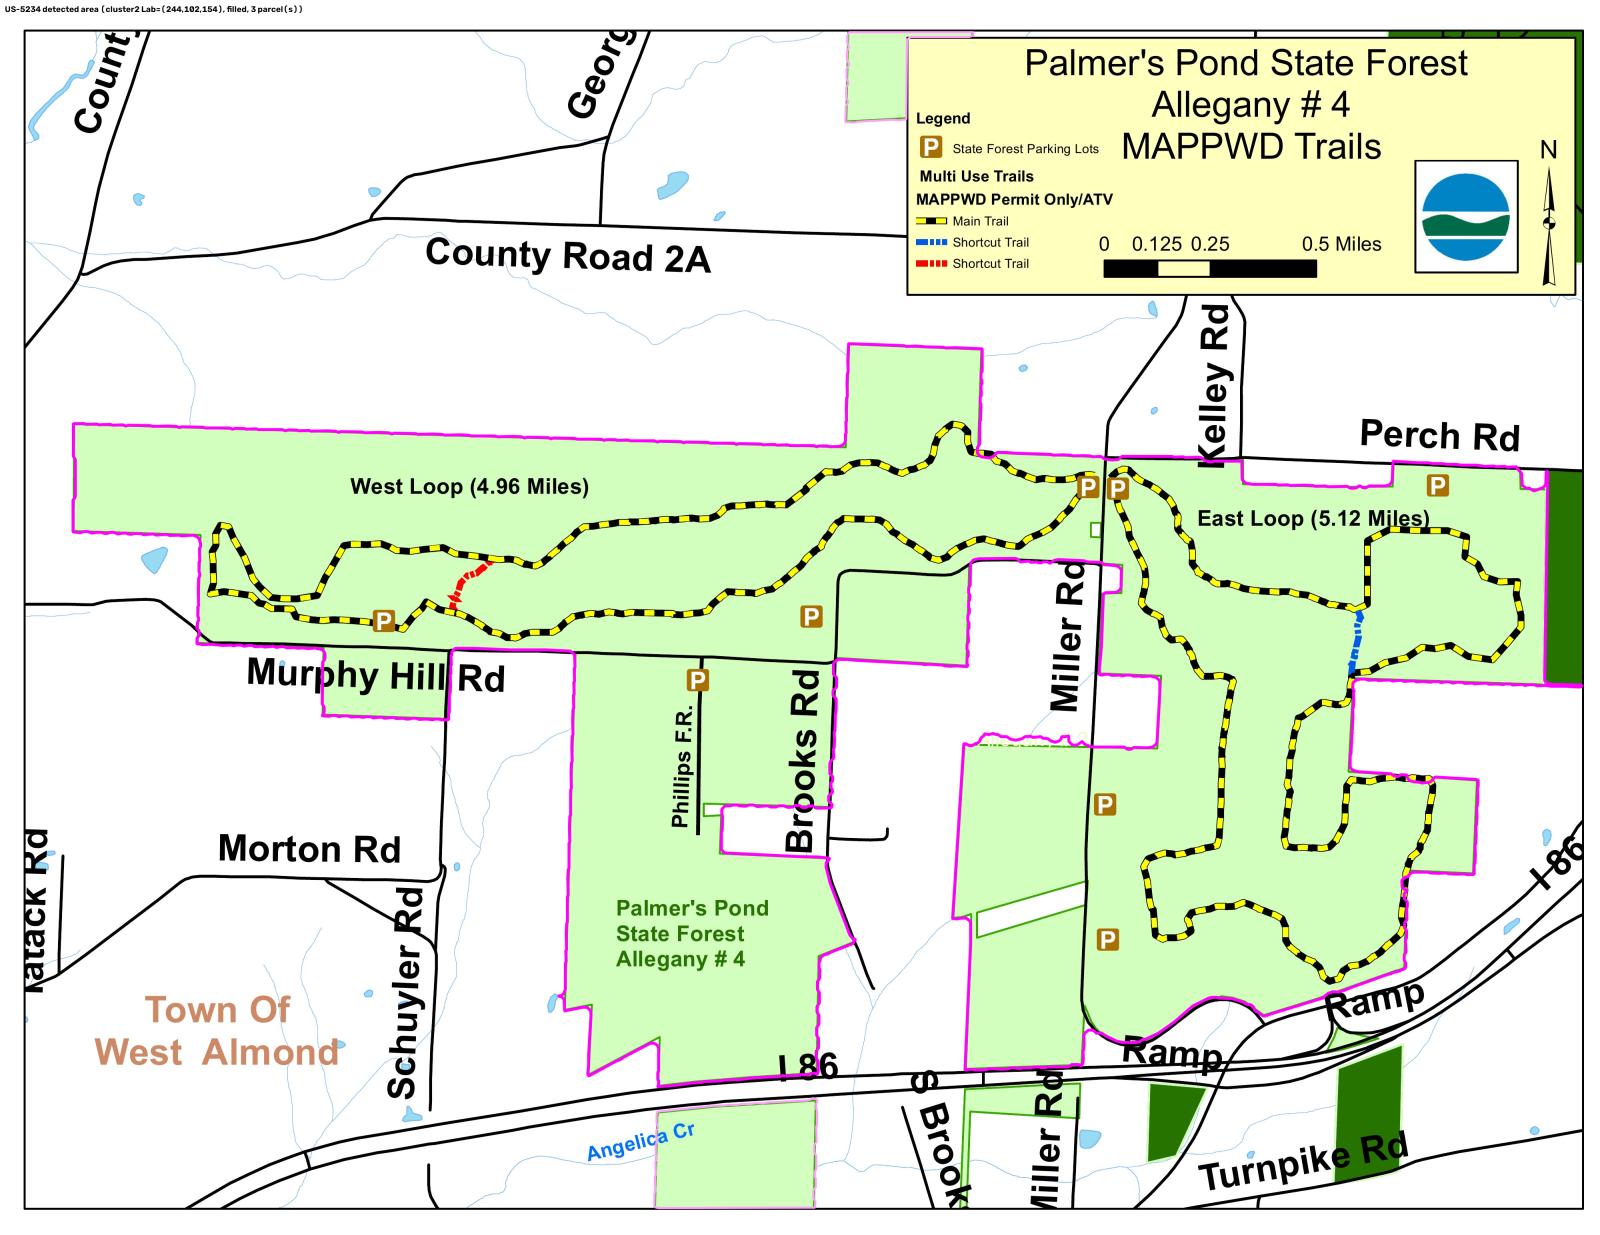 US-5234 detected area (cluster2 Lab=(244,102,154), filled, 3 parcel(s))
County
Georg
Palmer's Pond State Forest
Allegany # 4
MAPPWD Trails
Legend
P State Forest Parking Lots
Multi Use Trails
MAPPWD Permit Only/ATV
Main Trail
Shortcut Trail
Shortcut Trail
N
0 0.125 0.25 0.5 Miles
County Road 2A
Kelley Rd
Perch Rd
West Loop (4.96 Miles)
P
P
P
East Loop (5.12 Miles)
P
P
Miller Rd
Murphy Hill Rd
P
Phillips F.R.
Brooks Rd
P
Morton Rd
I 86
Schuyler Rd
Palmer's Pond
State Forest
Allegany # 4
P
Town Of
West Almond
Ramp
Ramp
I 86
S Brook
Miller Rd
Angelica Cr
Turnpike Rd